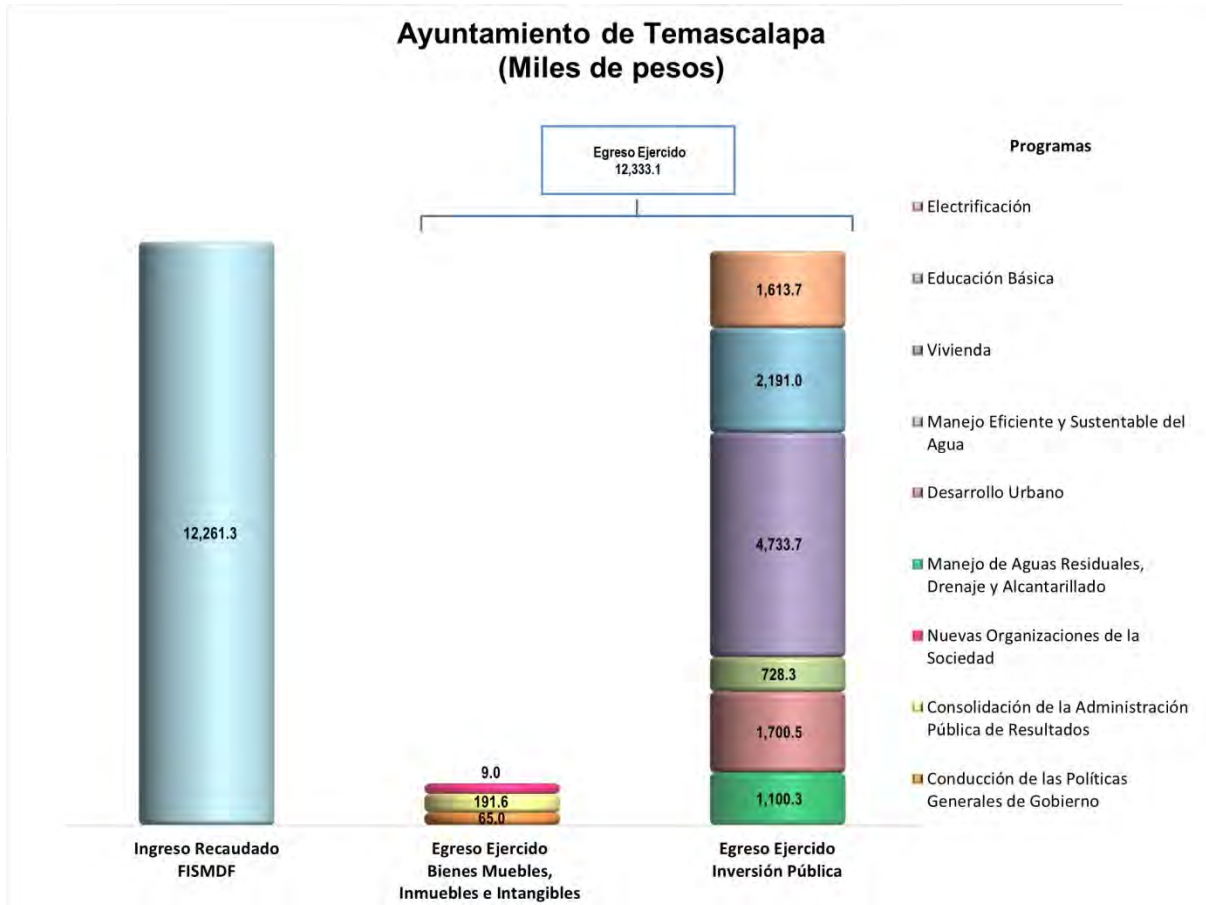 Ayuntamiento de Temascalapa
(Miles de pesos)
Egreso Ejercido
12,333.1
Programas
Electrificación
Educación Básica
Vivienda
Manejo Eficiente y Sustentable del
Agua
Desarrollo Urbano
Manejo de Aguas Residuales,
Drenaje y Alcantarillado
Nuevas Organizaciones de la
Sociedad
Consolidación de la Administración
Pública de Resultados
Conducción de las Políticas
Generales de Gobierno
12,261.3
9.0
191.6
65.0
1,613.7
2,191.0
4,733.7
728.3
1,700.5
1,100.3
Ingreso Recaudado
FISMDF
Egreso Ejercido
Bienes Muebles,
Inmuebles e Intangibles
Egreso Ejercido
Inversión Pública